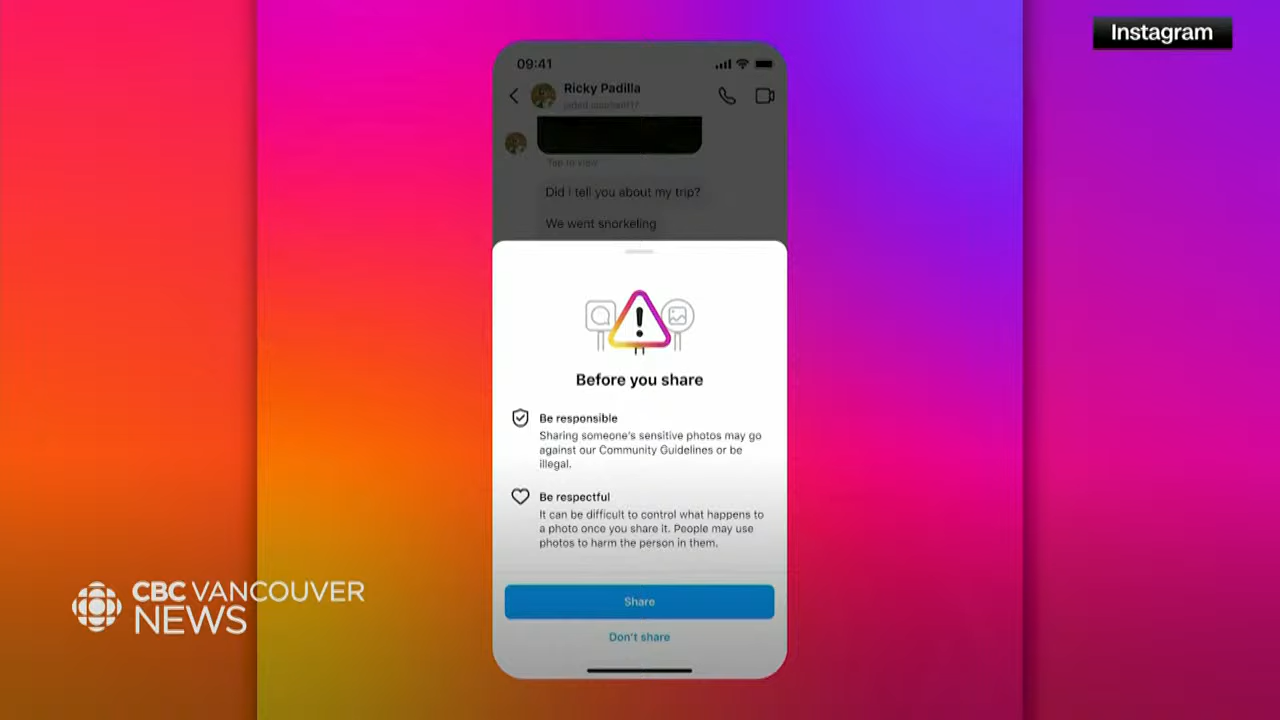 Instagram
09:41
Ricky Padilla
Tap to view
Did I tell you about my trip?
We went snorkeling
Before you share
Be responsible
Sharing someone's sensitive photos may go
against our Community Guidelines or be
illegal.
Be respectful
It can be difficult to control what happens to
a photo once you share it. People may use
photos to harm the person in them.
Share
Don't share
CBC VANCOUVER
NEWS